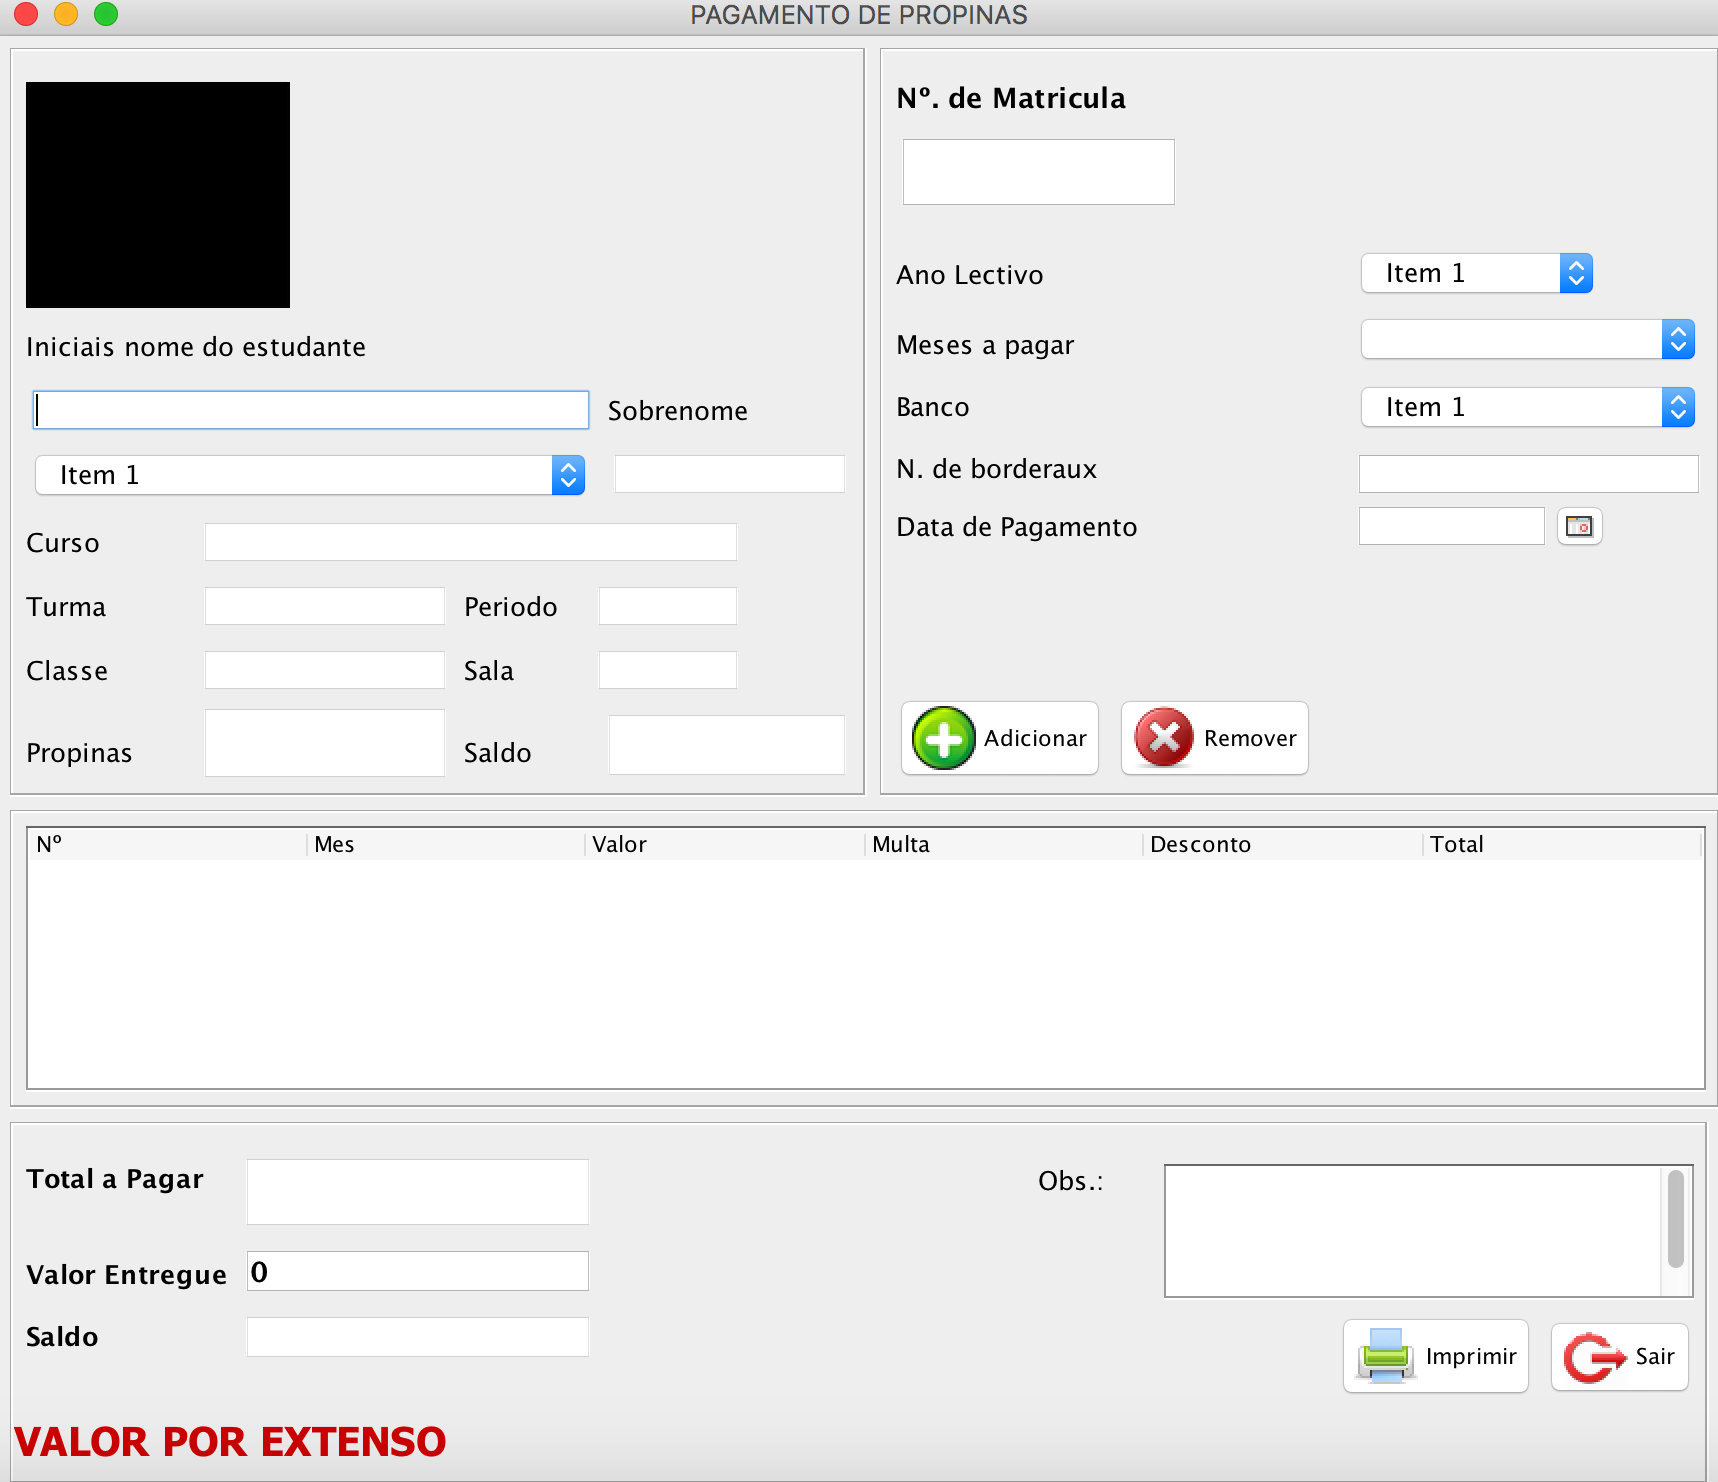 PAGAMENTO DE PROPINAS
Iniciais nome do estudante
Sobrenome
Item 1
Curso
Turma
Periodo
Classe
Sala
Propinas
Saldo
Nº. de Matricula
Ano Lectivo
Item 1
Meses a pagar
Banco
Item 1
N. de borderaux
Data de Pagamento
Adicionar
Remover
Nº Mes Valor Multa Desconto Total
Total a Pagar
Valor Entregue 0
Saldo
Obs.:
Imprimir
Sair
VALOR POR EXTENSO